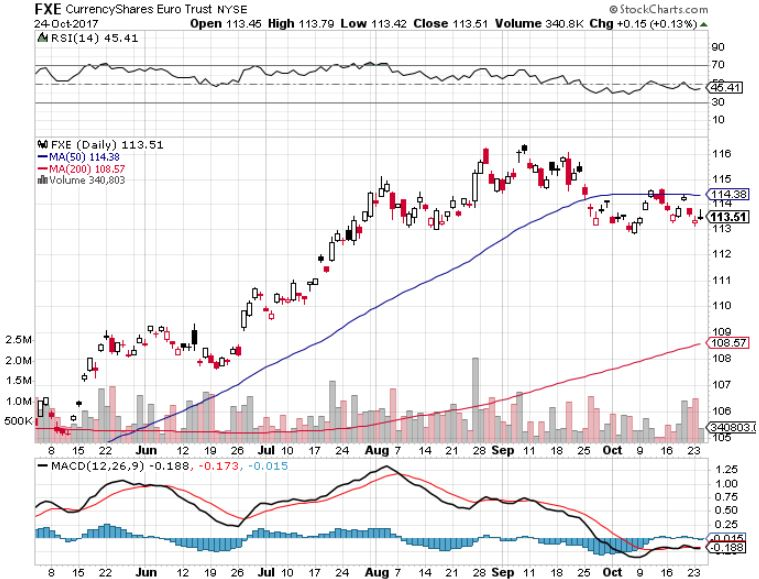 FXE CurrencyShares Euro Trust NYSE © StockCharts.com
24-Oct-2017 Open 113.45 High 113.79 Low 113.42 Close 113.51 Volume 340.8K Chg +0.15 (+0.13%)
RSI(14) 45.41
90
70
50
45.41
30
10
FXE (Daily) 113.51
MA(50) 114.38
MA(200) 108.57
Volume 340,803
116
115
114.38
114
113.51
113
112
111
110
109
108.57
108
107
106
340803.0
105
2.5M
2.0M
1.5M
1.0M
500K
8 15 22 Jun 12 19 26 Jul 10 17 24 Aug 7 14 21 28 Sep 11 18 25 Oct 9 16 23
MACD(12,26,9) -0.188, -0.173, -0.015
1.25
1.00
0.75
0.50
0.25
-0.015
-0.188
8 15 22 Jun 12 19 26 Jul 10 17 24 Aug 7 14 21 28 Sep 11 18 25 Oct 9 16 23